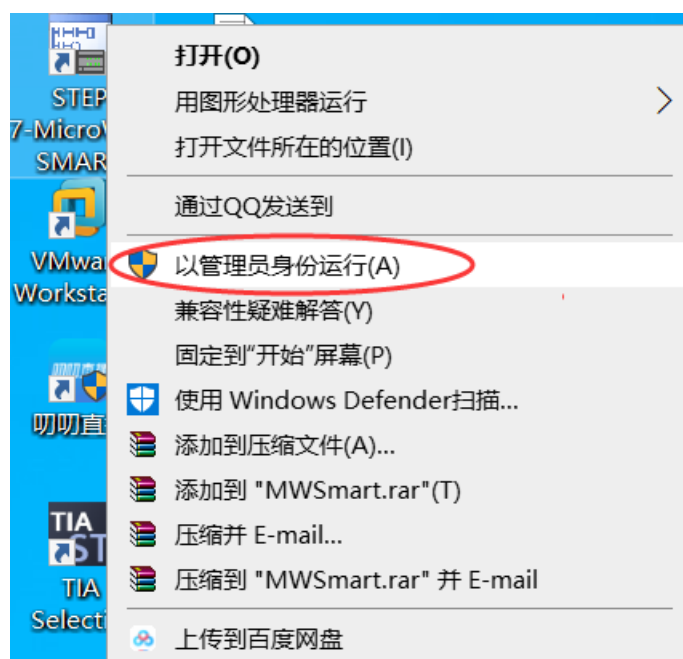 打开(O)
用图形处理器运行
打开文件所在的位置(I)
通过QQ发送到
以管理员身份运行(A)
兼容性疑难解答(Y)
固定到“开始”屏幕(P)
使用 Windows Defender扫描...
添加到压缩文件(A)...
添加到 "MWSmart.rar"(T)
压缩并 E-mail...
压缩到 "MWSmart.rar" 并 E-mail
上传到百度网盘
STEP
7-Micro
SMAR
VMwa
Worksta
叨叨直
TIA
ST
TIA
Select